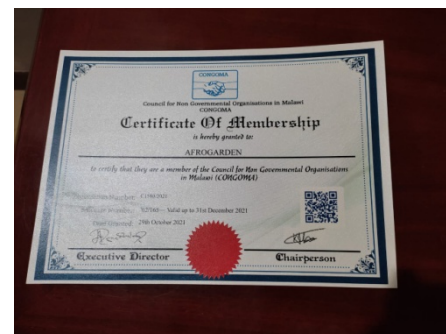 CONGOMA
Council for Non Governmental Organisations in Malawi
CONGOMA
Certificate Of Membership
is hereby granted to:
AFROGARDEN
to certify that they are a member of the Council for Non Governmental Organisations
in Malawi (CONGOMA)
Number:
Valid up to 31st December 2021
29th October 2021
Executive Director
Chairperson